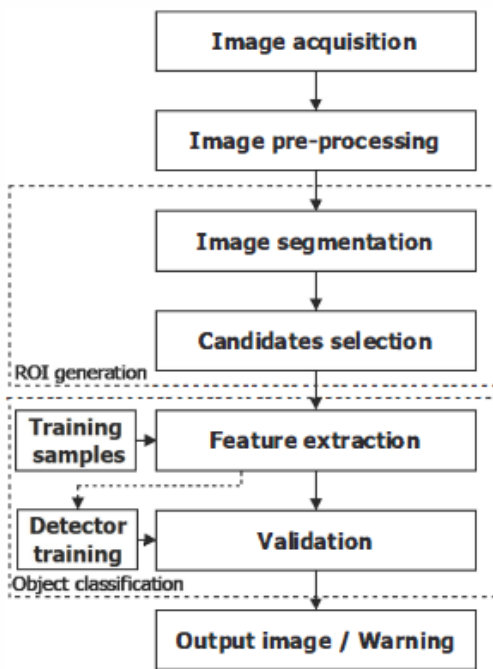 Image acquisition
Image pre-processing
Image segmentation
Candidates selection
ROI generation
Training
samples
Feature extraction
Detector
training
Validation
Object classification
Output image / Warning